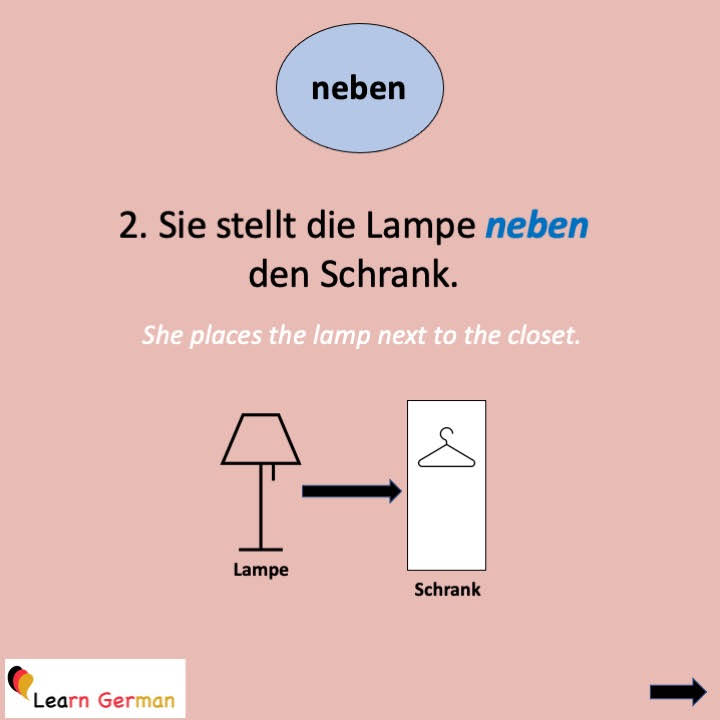 neben
2. Sie stellt die Lampe neben
den Schrank.
She places the lamp next to the closet.
Lampe
Schrank
Learn German